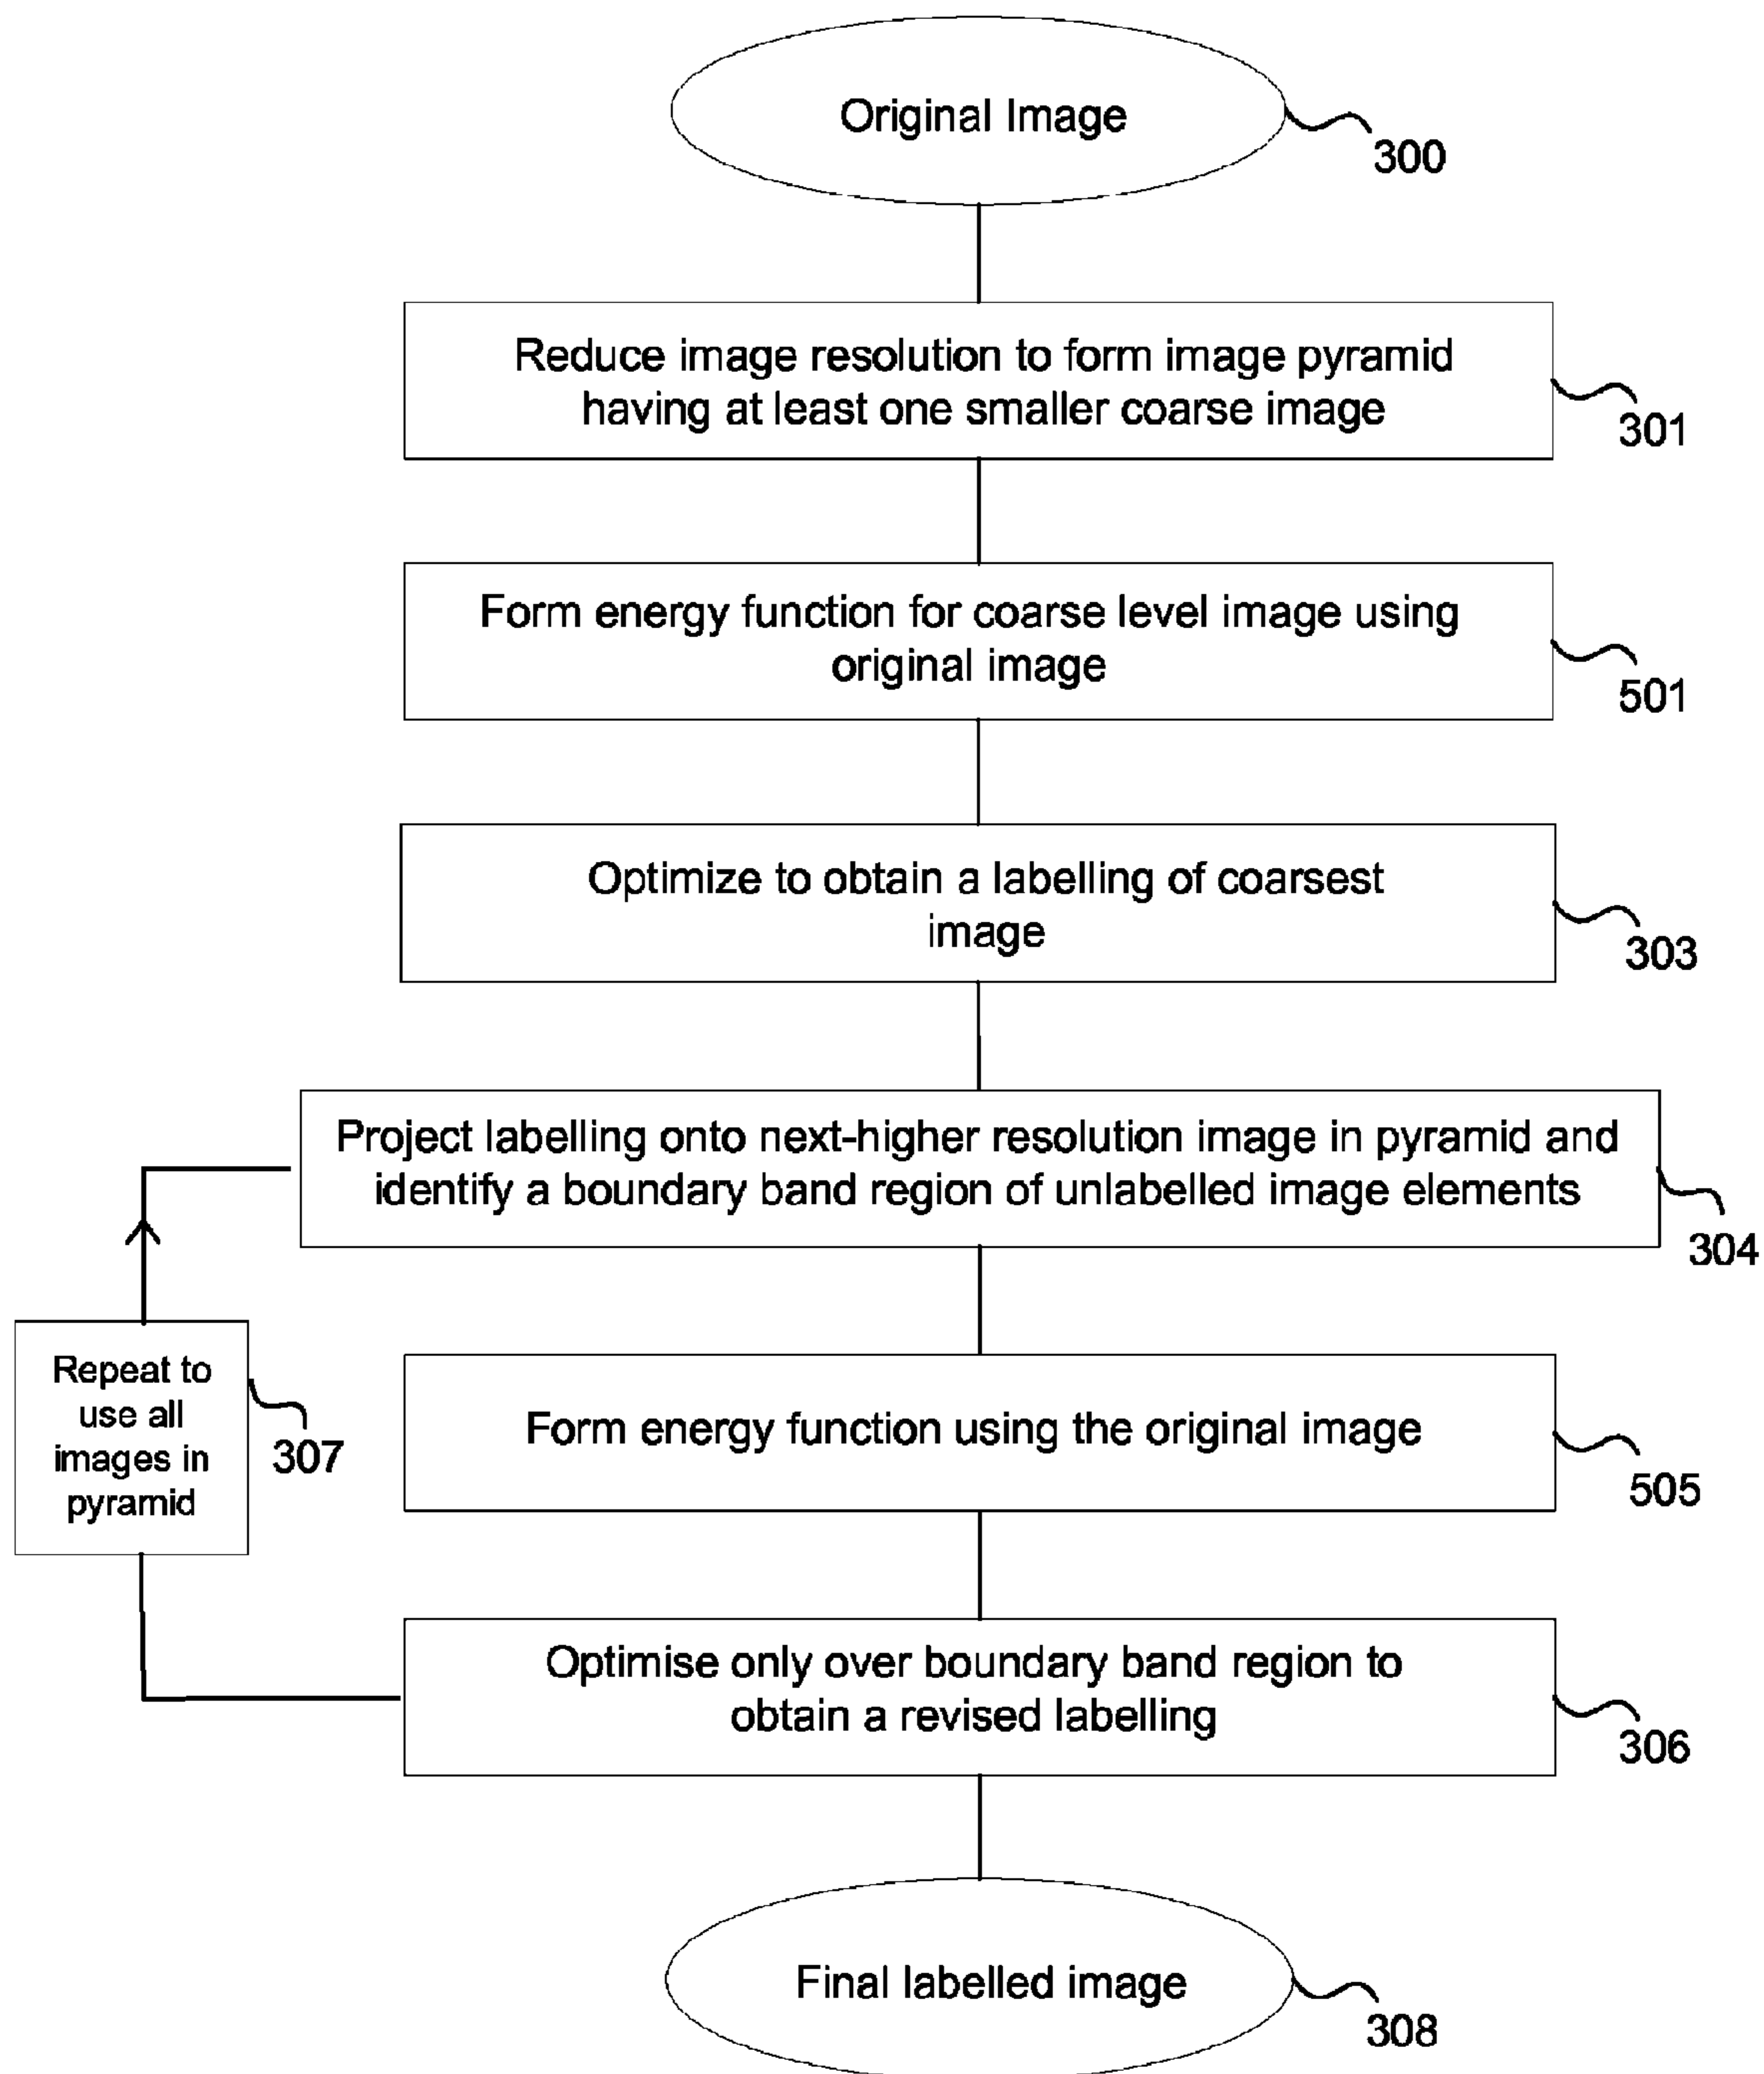 Original Image
300
Reduce image resolution to form image pyramid
having at least one smaller coarse image
301
Form energy function for coarse level image using
original image
501
Optimize to obtain a labelling of coarsest
image
303
Project labelling onto next-higher resolution image in pyramid and
identify a boundary band region of unlabelled image elements
304
Repeat to
use all
images in
pyramid
307
Form energy function using the original image
505
Optimise only over boundary band region to
obtain a revised labelling
306
Final labelled image
308